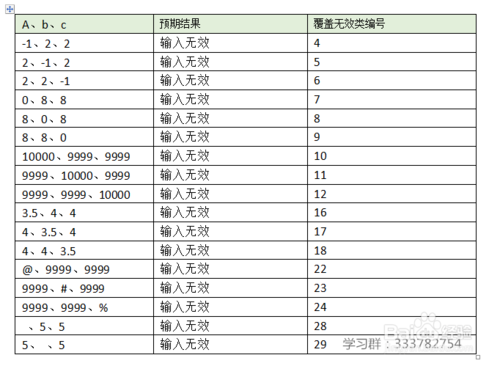 A、b、c 预期结果 覆盖无效类编号
-1、2、2 输入无效 4
2、-1、2 输入无效 5
2、2、-1 输入无效 6
0、8、8 输入无效 7
8、0、8 输入无效 8
8、8、0 输入无效 9
10000、9999、9999 输入无效 10
9999、10000、9999 输入无效 11
9999、9999、10000 输入无效 12
3.5、4、4 输入无效 16
4、3.5、4 输入无效 17
4、4、3.5 输入无效 18
@、9999、9999 输入无效 22
9999、#、9999 输入无效 23
9999、9999、% 输入无效 24
、5、5 输入无效 28
5、 、5 输入无效 29
Baidu经验
学习群：333782754